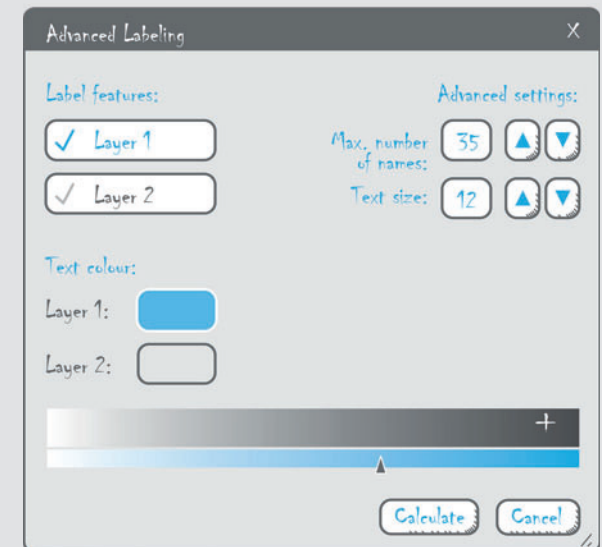 Advanced Labeling X
Label features:
Layer 1
Layer 2
Advanced settings:
Max. number
of names:
35
Text size: 12
Text colour:
Layer 1:
Layer 2:
Calculate Cancel